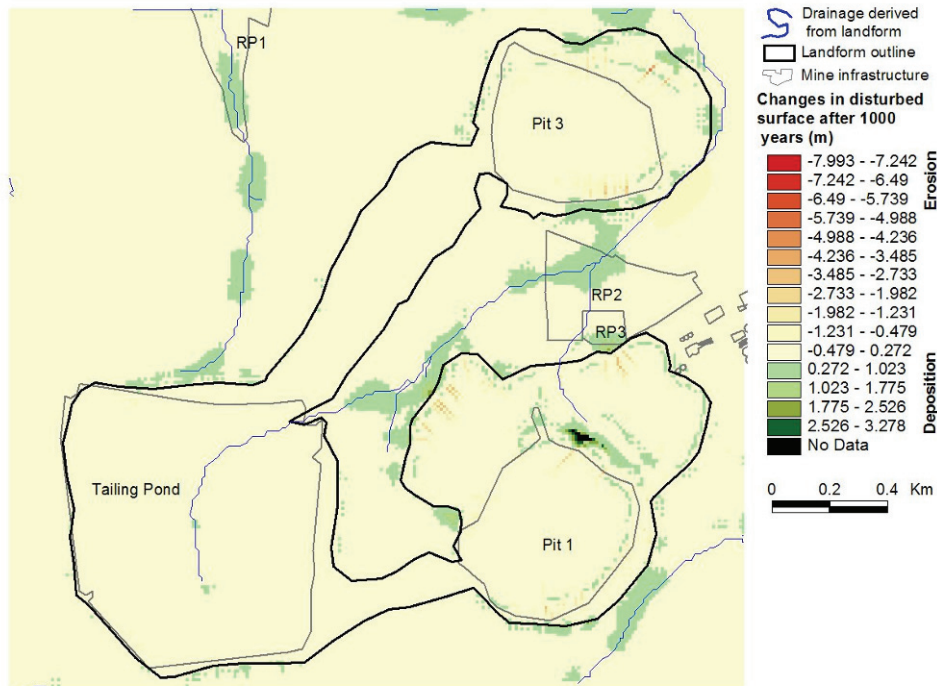 RP1
Pit 3
RP2
RP3
Tailing Pond
Pit 1
Drainage derived
from landform
Landform outline
Mine infrastructure
Changes in disturbed
surface after 1000
years (m)
-7.993 - -7.242
-7.242 - -6.49
-6.49 - -5.739
-5.739 - -4.988
-4.988 - -4.236
-4.236 - -3.485
-3.485 - -2.733
-2.733 - -1.982
-1.982 - -1.231
-1.231 - -0.479
-0.479 - 0.272
0.272 - 1.023
1.023 - 1.775
1.775 - 2.526
2.526 - 3.278
No Data
Erosion
Deposition
0 0.2 0.4 Km